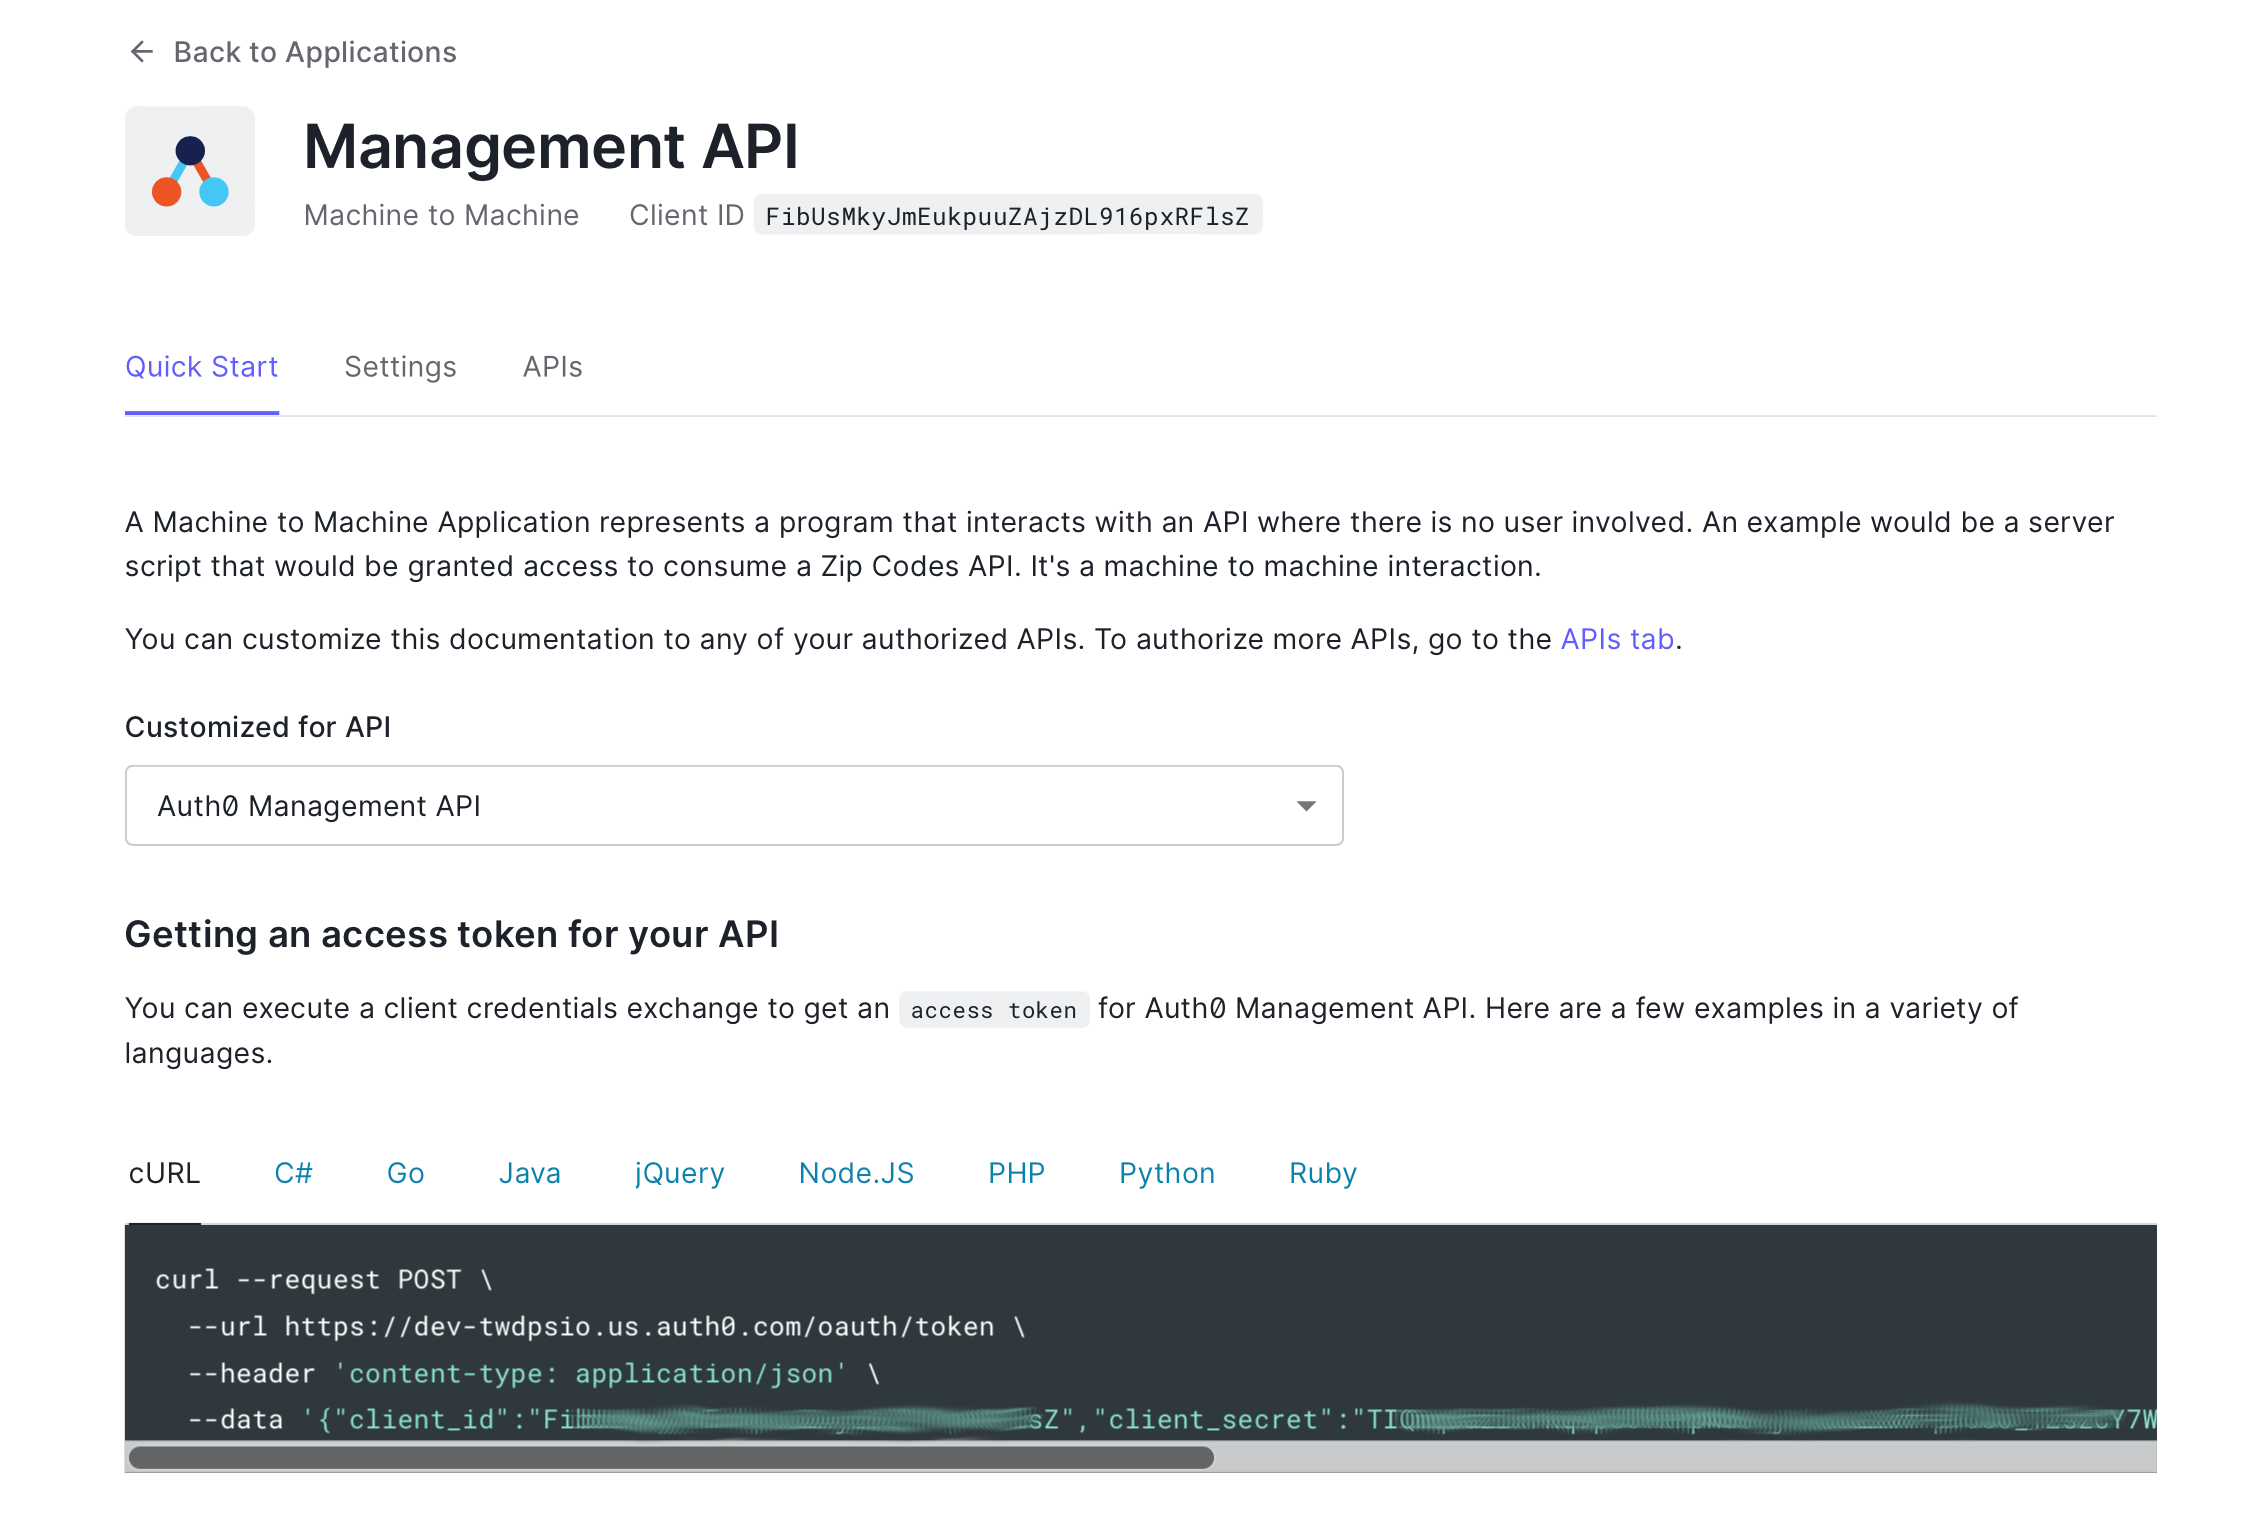 Back to Applications
Management API
Machine to Machine Client ID FibUsMkyJmEukpuuZAjzDL916pxRFlsZ
Quick Start Settings APIs
A Machine to Machine Application represents a program that interacts with an API where there is no user involved. An example would be a server
script that would be granted access to consume a Zip Codes API. It's a machine to machine interaction.
You can customize this documentation to any of your authorized APIs. To authorize more APIs, go to the APIs tab.
Customized for API
Auth0 Management API
Getting an access token for your API
You can execute a client credentials exchange to get an access token for Auth0 Management API. Here are a few examples in a variety of
languages.
cURL C# Go Java jQuery Node.JS PHP Python Ruby
curl --request POST \
--url https://dev-twdpsio.us.auth0.com/oauth/token \
--header 'content-type: application/json' \
--data '{"client_id":"Fi sZ","client_secret":"TI Y7W